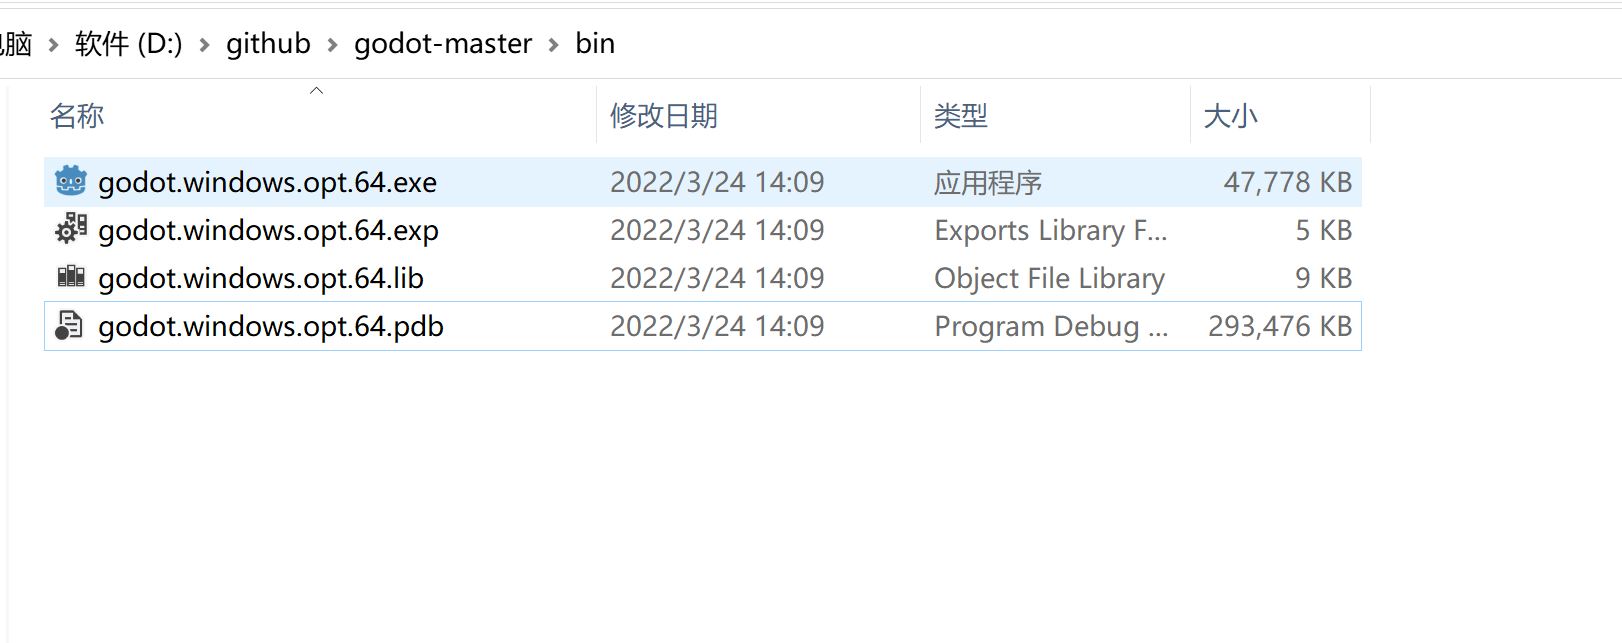 脑 > 软件 (D:) > github > godot-master > bin
名称 修改日期 类型 大小
godot.windows.opt.64.exe 2022/3/24 14:09 应用程序 47,778 KB
godot.windows.opt.64.exp 2022/3/24 14:09 Exports Library F... 5 KB
godot.windows.opt.64.lib 2022/3/24 14:09 Object File Library 9 KB
godot.windows.opt.64.pdb 2022/3/24 14:09 Program Debug ... 293,476 KB